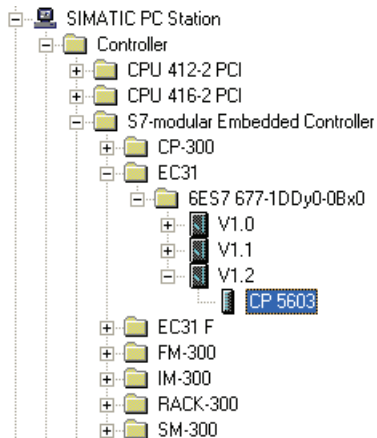 SIMATIC PC Station
Controller
CPU 412-2 PCI
CPU 416-2 PCI
S7-modular Embedded Controller
CP-300
EC31
6ES7 677-1DDy0-0Bx0
V1.0
V1.1
V1.2
CP 5603
EC31 F
FM-300
IM-300
RACK-300
SM-300